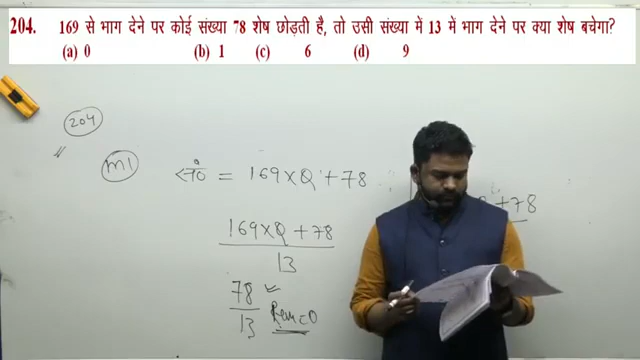 204. 169 से भाग देने पर कोई संख्या 78 शेष छोड़ती है, तो उसी संख्या में 13 में भाग देने पर क्या शेष बचेगा?
(a) 0 (b) 1 (c) 6 (d) 9
204
M1
सं० = 169×Q+78
169×Q+78
13
78
13
Rem=0
+78